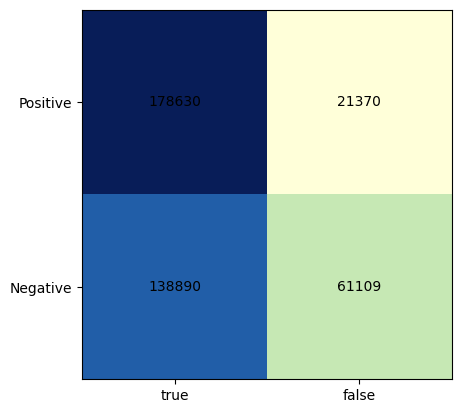 Positive 178630 21370
Negative 138890 61109
true false